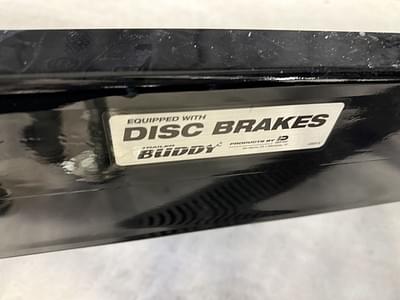 EQUIPPED WITH
DISC BRAKES
TRAILER
BUDDY
PRODUCTS BY